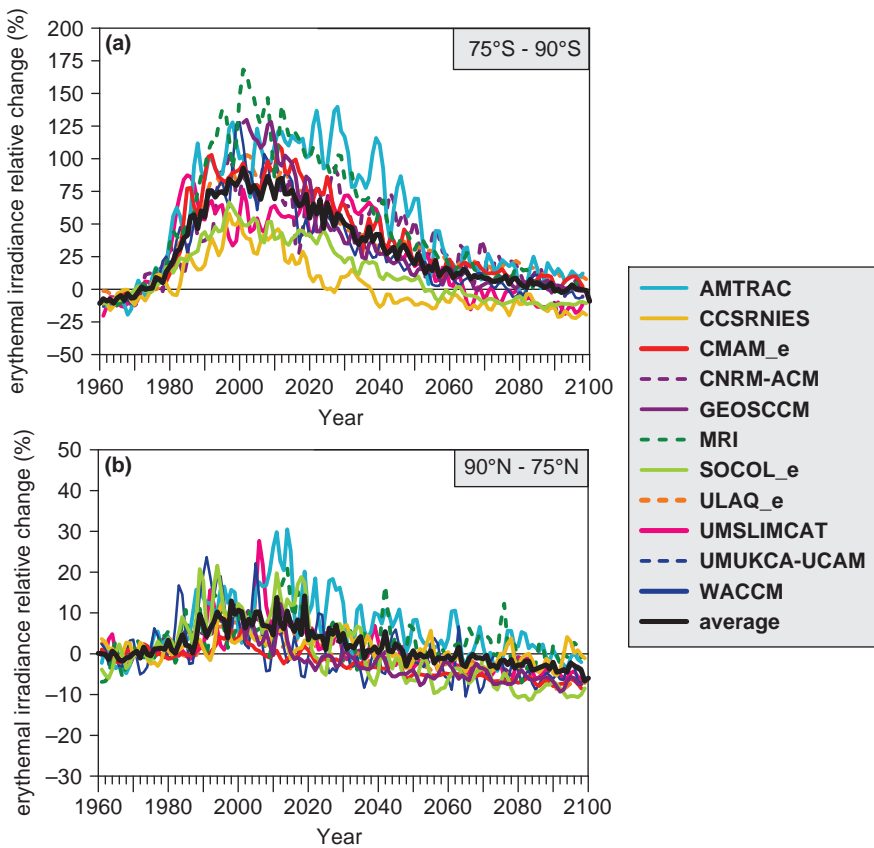 erythemal irradiance relative change (%)
200
175
150
125
100
75
50
25
0
–25
–50
(a)
75°S - 90°S
1960 1980 2000 2020 2040 2060 2080 2100
Year
erythemal irradiance relative change (%)
50
40
30
20
10
0
–10
–20
–30
(b)
90°N - 75°N
1960 1980 2000 2020 2040 2060 2080 2100
Year
AMTRAC
CCSRNIES
CMAM_e
CNRM-ACM
GEOSCCM
MRI
SOCOL_e
ULAQ_e
UMSLIMCAT
UMUKCA-UCAM
WACCM
average